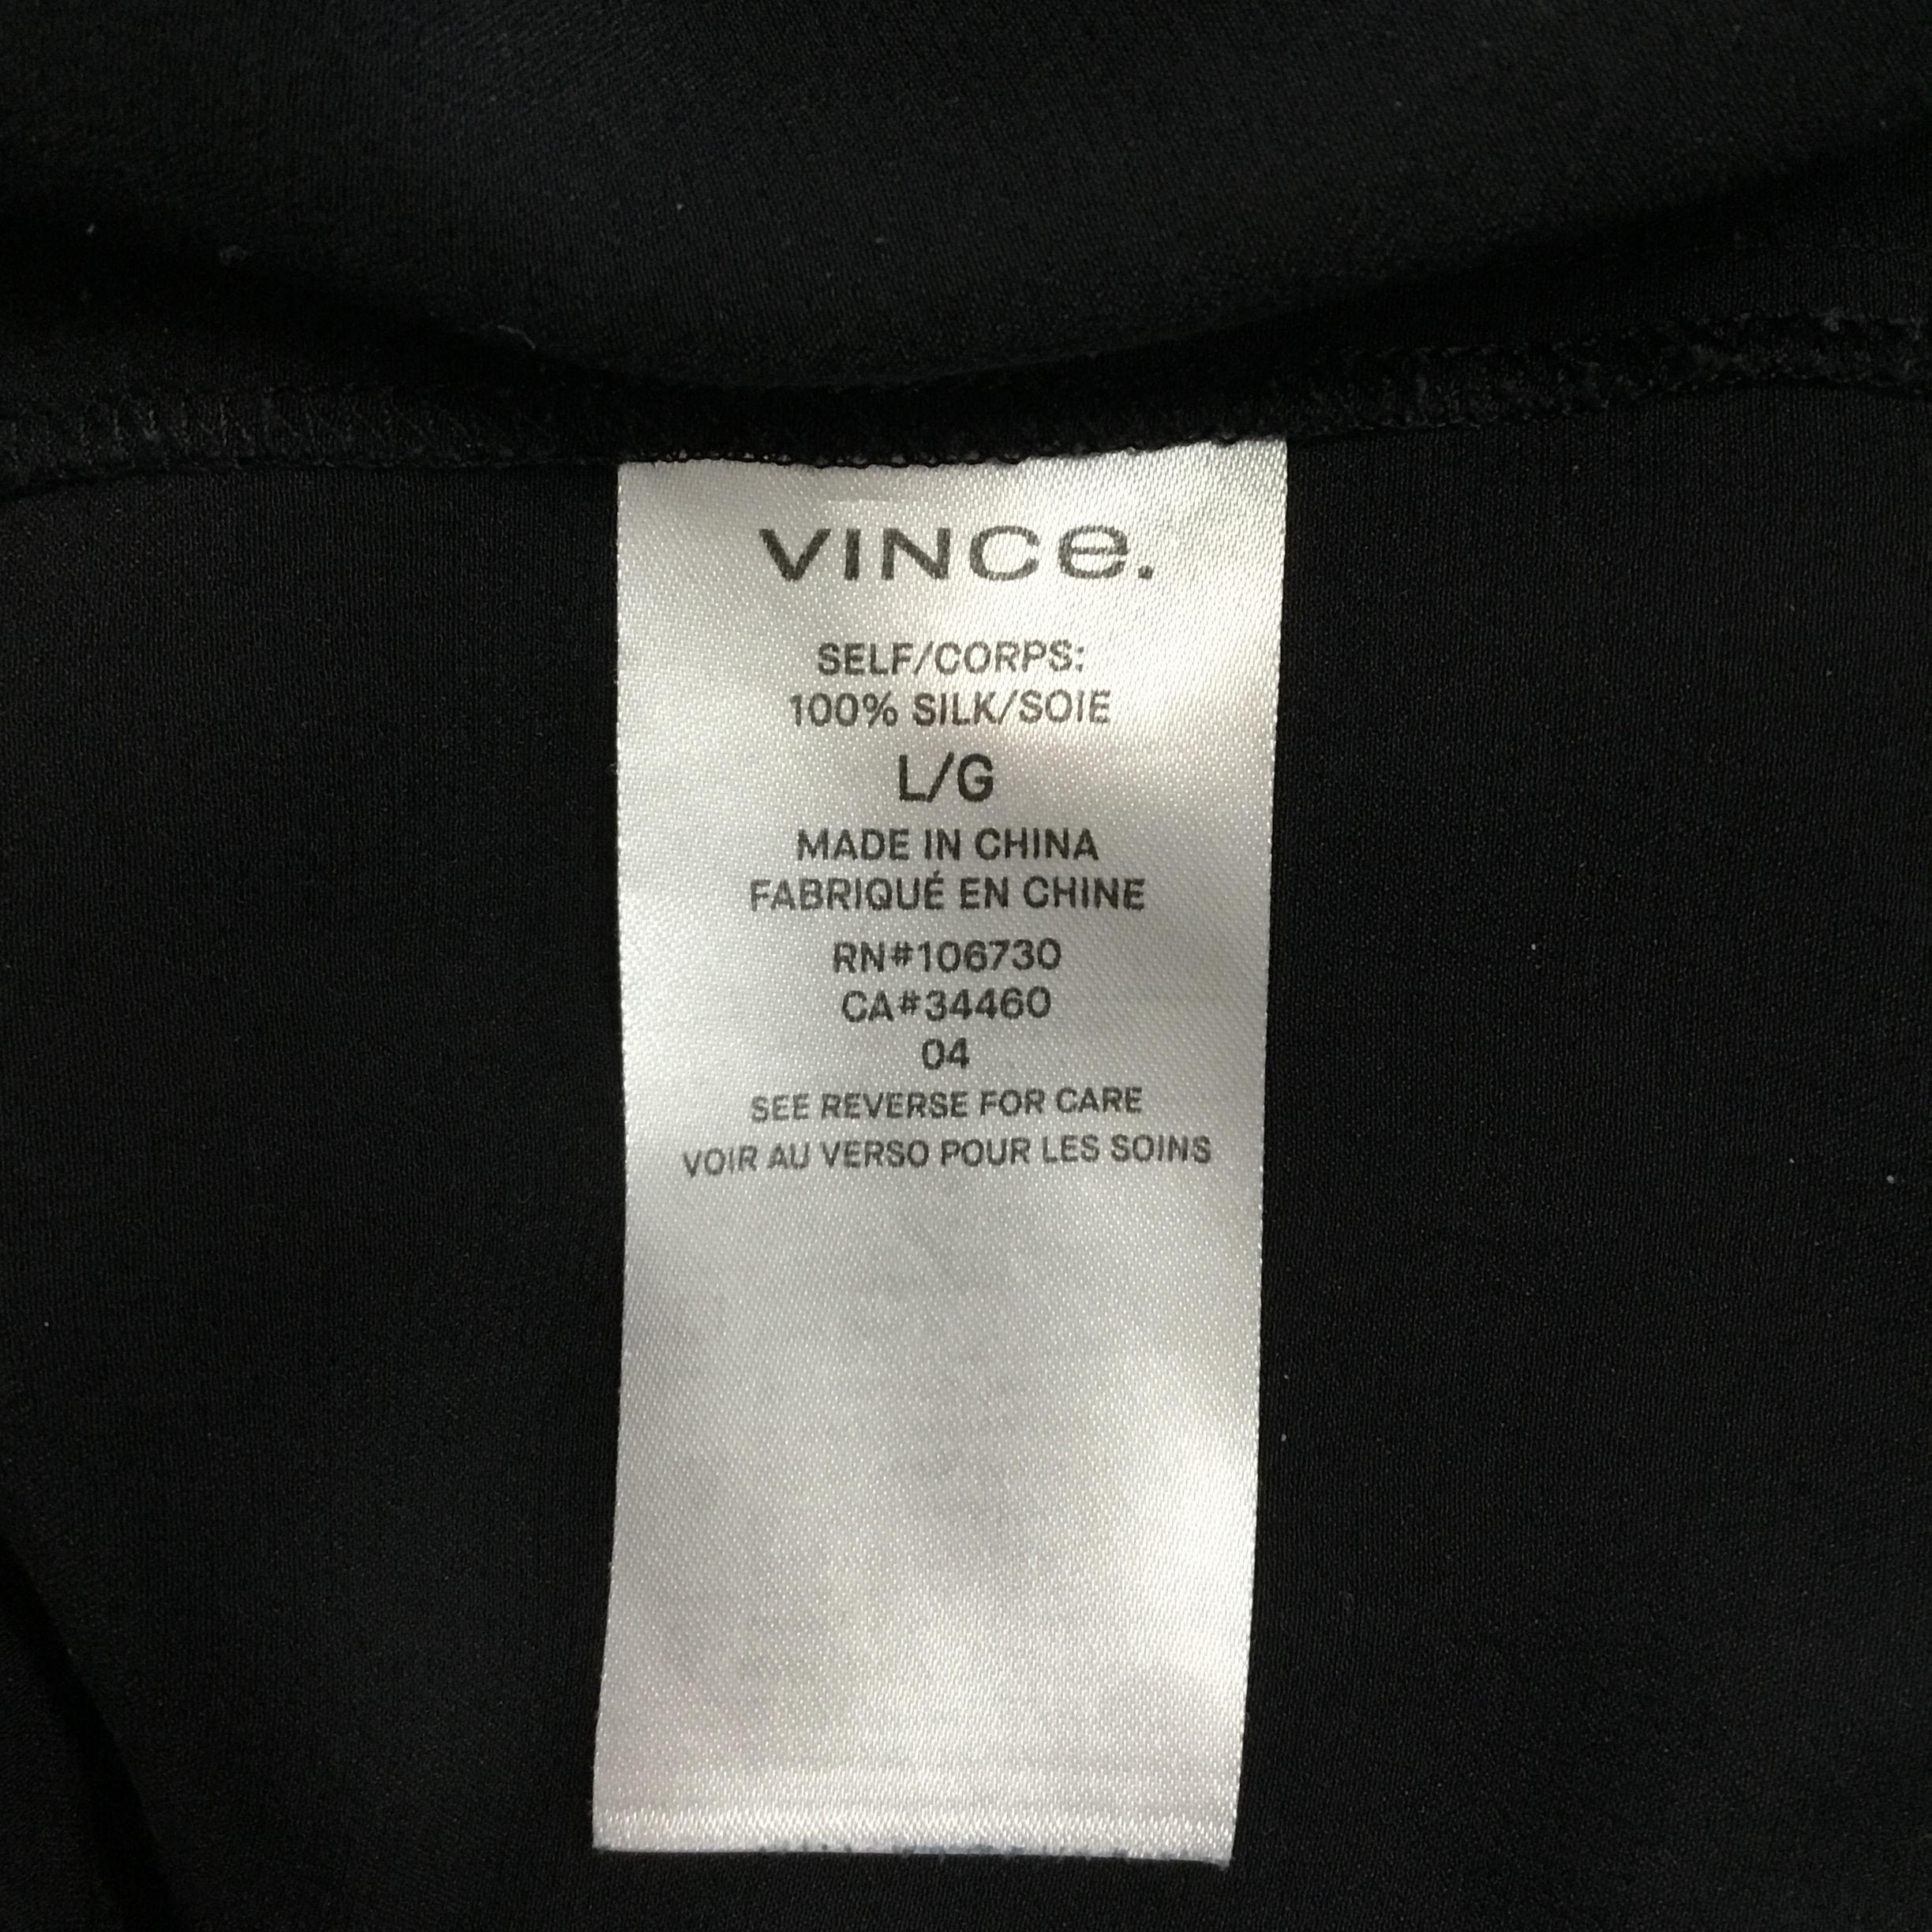 VINCe.
SELF/CORPS:
100% SILK/SOIE
L/G
MADE IN CHINA
FABRIQUÉ EN CHINE
RN#106730
CA#34460
04
SEE REVERSE FOR CARE
VOIR AU VERSO POUR LES SOINS